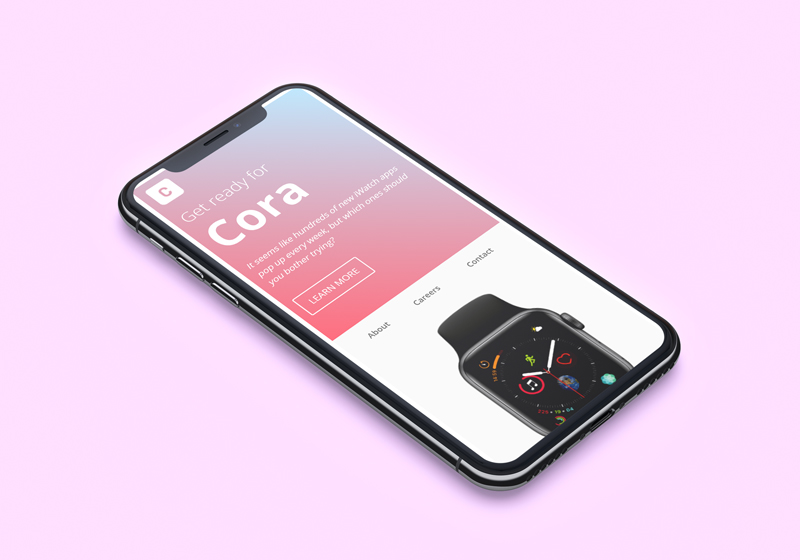 C
Get ready for
Cora
It seems like hundreds of new iWatch apps
pop up every week, but which ones should
you bother trying?
LEARN MORE
About
Careers
Contact